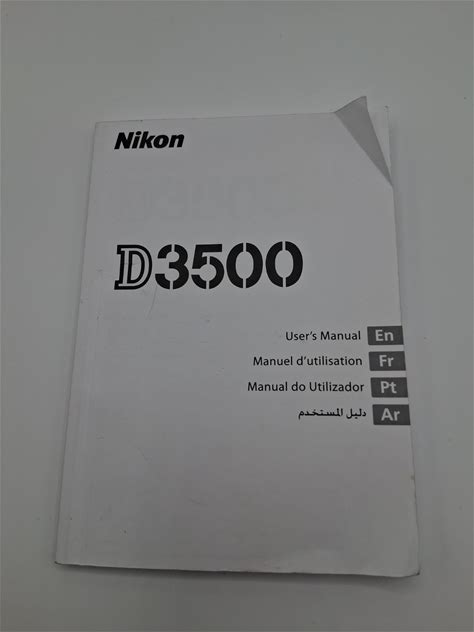 Nikon
D3500
User's Manual En
Manuel d'utilisation Fr
Manual do Utilizador Pt
دليل المستخدم Ar